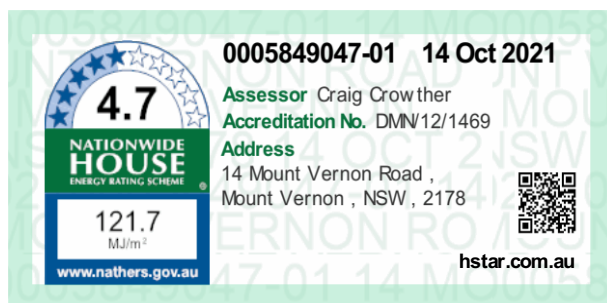 4.7
NATIONWIDE
HOUSE
ENERGY RATING SCHEME ®
121.7
MJ/m²
www.nathers.gov.au
0005849047-01 14 Oct 2021
Assessor Craig Crowther
Accreditation No. DMN/12/1469
Address
14 Mount Vernon Road ,
Mount Vernon , NSW , 2178
hstar.com.au